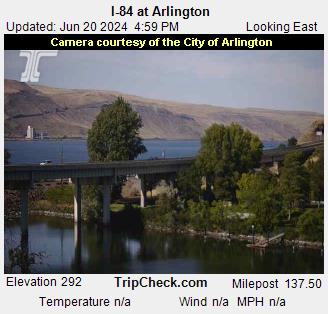 I-84 at Arlington
Updated: Jun 20 2024 4:59 PM Looking East
Camera courtesy of the City of Arlington
Elevation 292 TripCheck.com Milepost 137.50
Temperature n/a Wind n/a MPH n/a